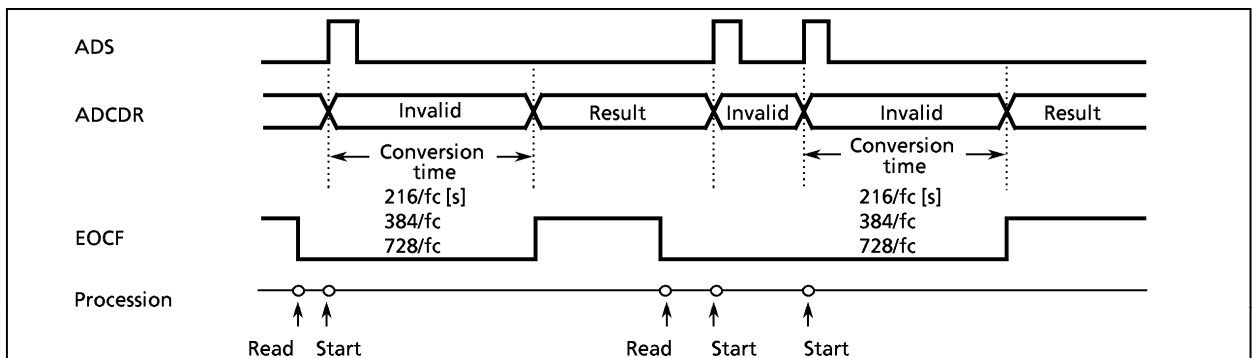 ADS
ADCDR
Invalid
Result
Invalid
Invalid
Result
Conversion
time
216/fc [s]
384/fc
728/fc
Conversion
time
216/fc [s]
384/fc
728/fc
EOCF
Procession
Read
Start
Read
Start
Start